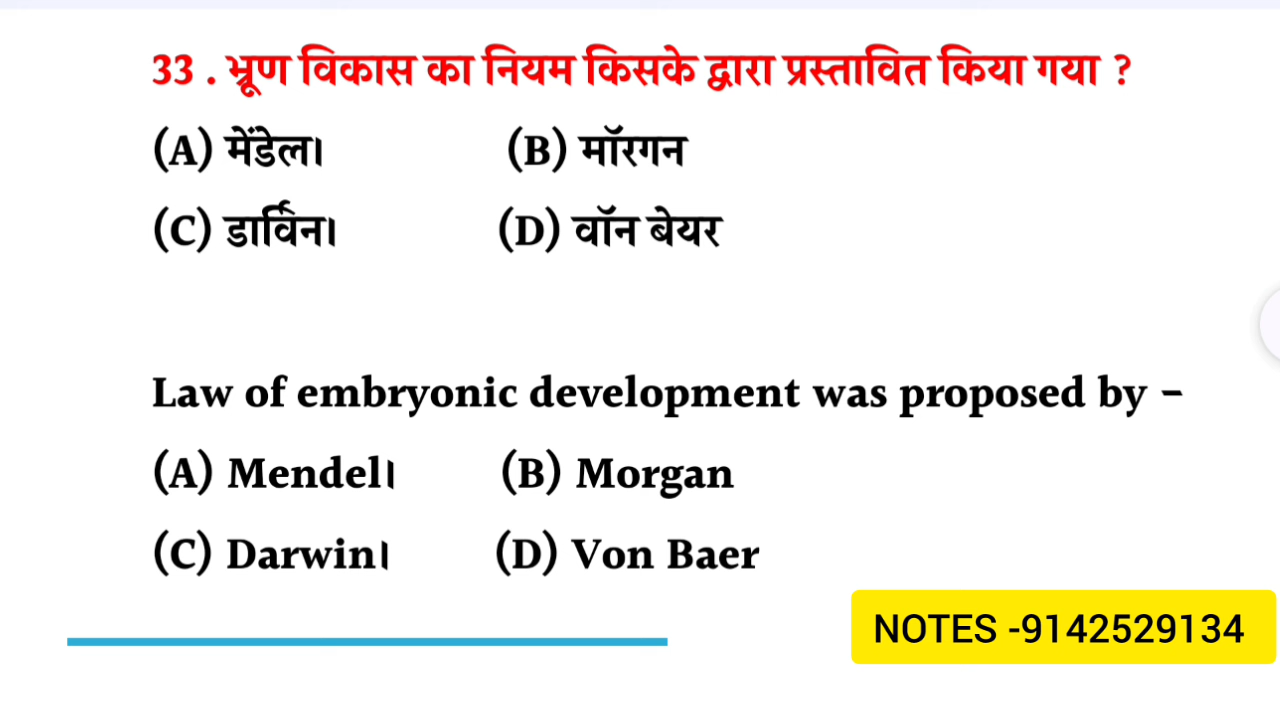 33 . भ्रूण विकास का नियम किसके द्वारा प्रस्तावित किया गया ?
(A) मेंडेल। (B) मॉरगन
(C) डार्विन। (D) वॉन बेयर
Law of embryonic development was proposed by –
(A) Mendel। (B) Morgan
(C) Darwin। (D) Von Baer
NOTES -9142529134